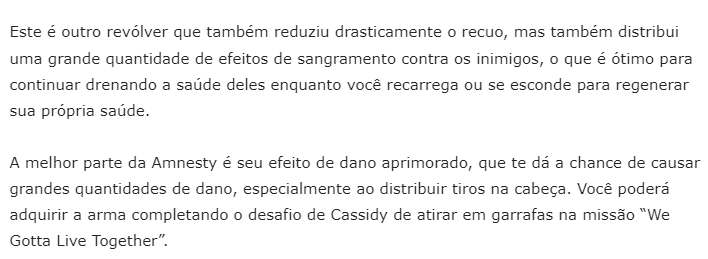 Este é outro revólver que também reduziu drasticamente o recuo, mas também distribui
uma grande quantidade de efeitos de sangramento contra os inimigos, o que é ótimo para
continuar drenando a saúde deles enquanto você recarrega ou se esconde para regenerar
sua própria saúde.
A melhor parte da Amnesty é seu efeito de dano aprimorado, que te dá a chance de causar
grandes quantidades de dano, especialmente ao distribuir tiros na cabeça. Você poderá
adquirir a arma completando o desafio de Cassidy de atirar em garrafas na missão “We
Gotta Live Together”.